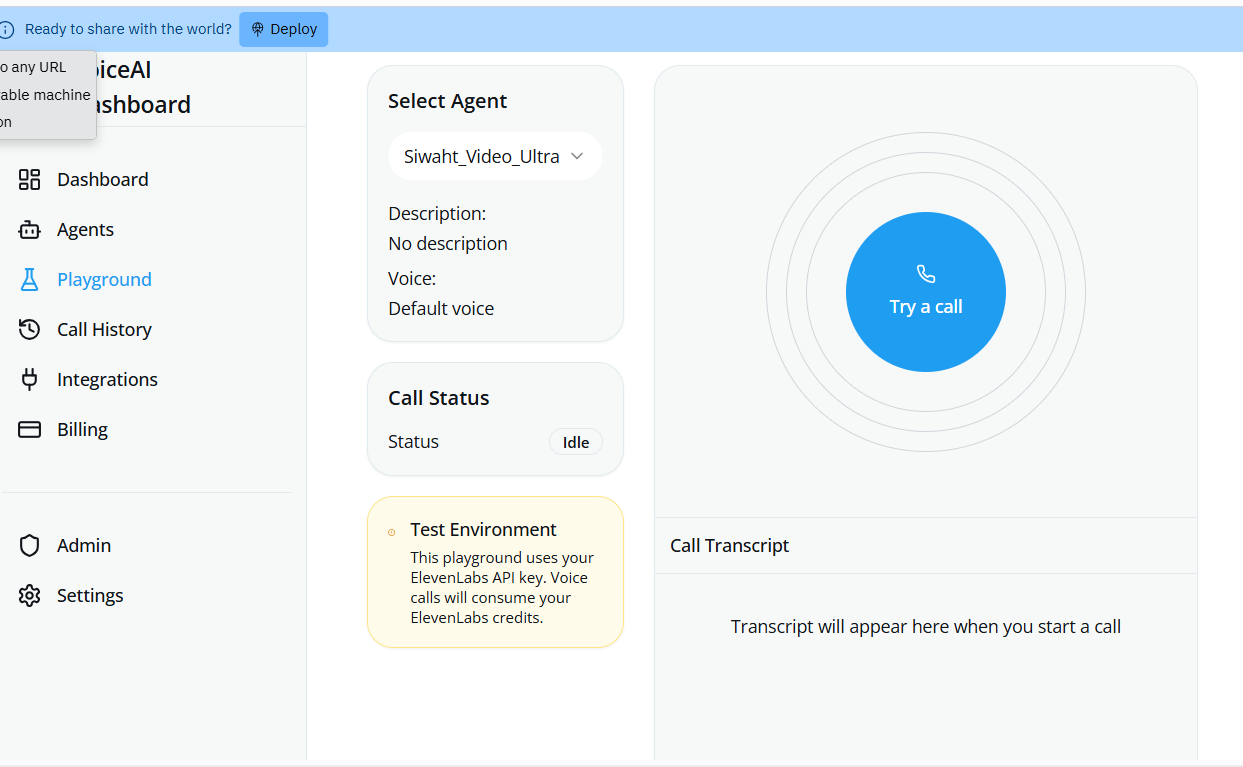 Ready to share with the world?
Deploy
o any URL
able machine
on
iceAI
ashboard
Dashboard
Agents
Playground
Call History
Integrations
Billing
Admin
Settings
Select Agent
Siwaht_Video_Ultra
Description:
No description
Voice:
Default voice
Call Status
Status
Idle
Test Environment
This playground uses your
ElevenLabs API key. Voice
calls will consume your
ElevenLabs credits.
Try a call
Call Transcript
Transcript will appear here when you start a call